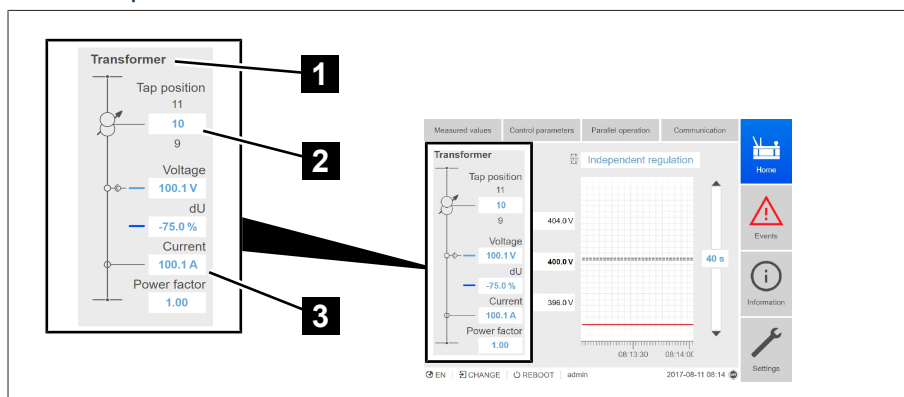 Transformer
Tap position
11
10
9
Voltage
100.1 V
dU
-75.0 %
Current
100.1 A
Power factor
1.00
1
2
3
Measured values
Control parameters
Parallel operation
Communication
Transformer
Tap position
11
10
9
Voltage
100.1 V
dU
-75.0 %
Current
100.1 A
Power factor
1.00
Independent regulation
404.0 V
400.0 V
396.0 V
40 s
08:13:30
08:14:00
Home
Events
Information
Settings
EN
CHANGE
REBOOT
admin
2017-08-11 08:14